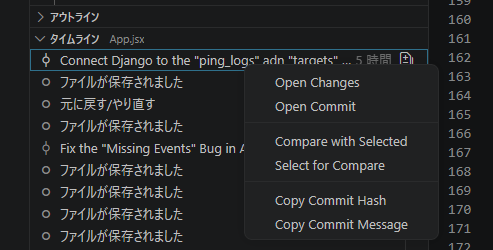 アウトライン
タイムライン App.jsx
Connect Django to the "ping_logs" adn "targets" ... 5 時間
ファイルが保存されました
元に戻す/やり直す
ファイルが保存されました
Fix the "Missing Events" Bug in A
ファイルが保存されました
ファイルが保存されました
ファイルが保存されました
ファイルが保存されました
Open Changes
Open Commit
Compare with Selected
Select for Compare
Copy Commit Hash
Copy Commit Message
160
161
162
163
164
165
166
167
168
169
170
171
172